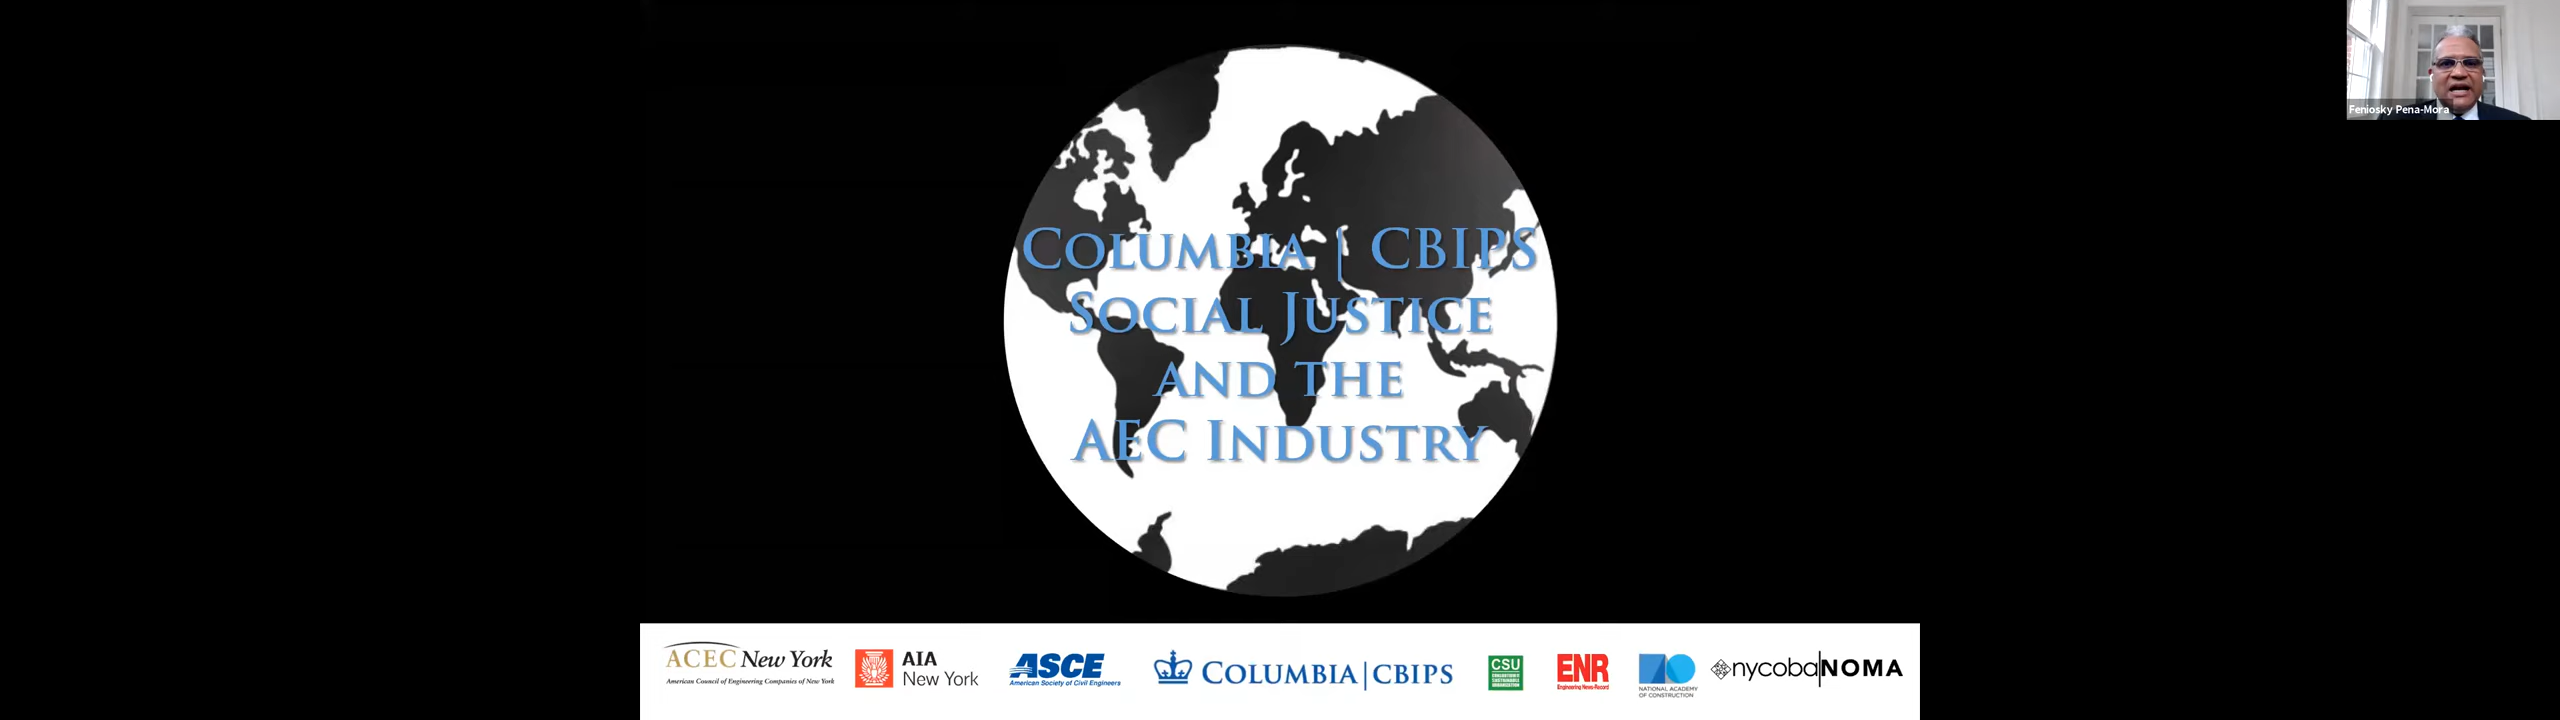 Feniosky Pena-Mora
COLUMBIA | CBIPS
SOCIAL JUSTICE
AND THE
AEC INDUSTRY
ACEC New York
American Council of Engineering Companies of New York
AIA
New York
ASCE
American Society of Civil Engineers
COLUMBIA | CBIPS
CSU
ENR
Engineering News-Record
NATIONAL ACADEMY
OF CONSTRUCTION
nycoba|NOMA